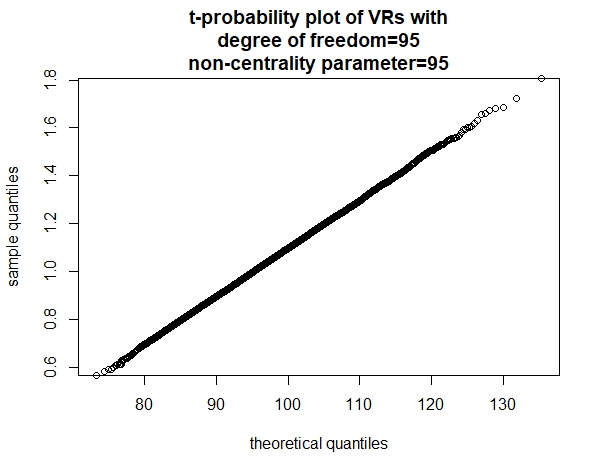 t-probability plot of VRs with
degree of freedom=95
non-centrality parameter=95
1.8
1.6
1.4
1.2
1.0
0.8
0.6
sample quantiles
80 90 100 110 120 130
theoretical quantiles